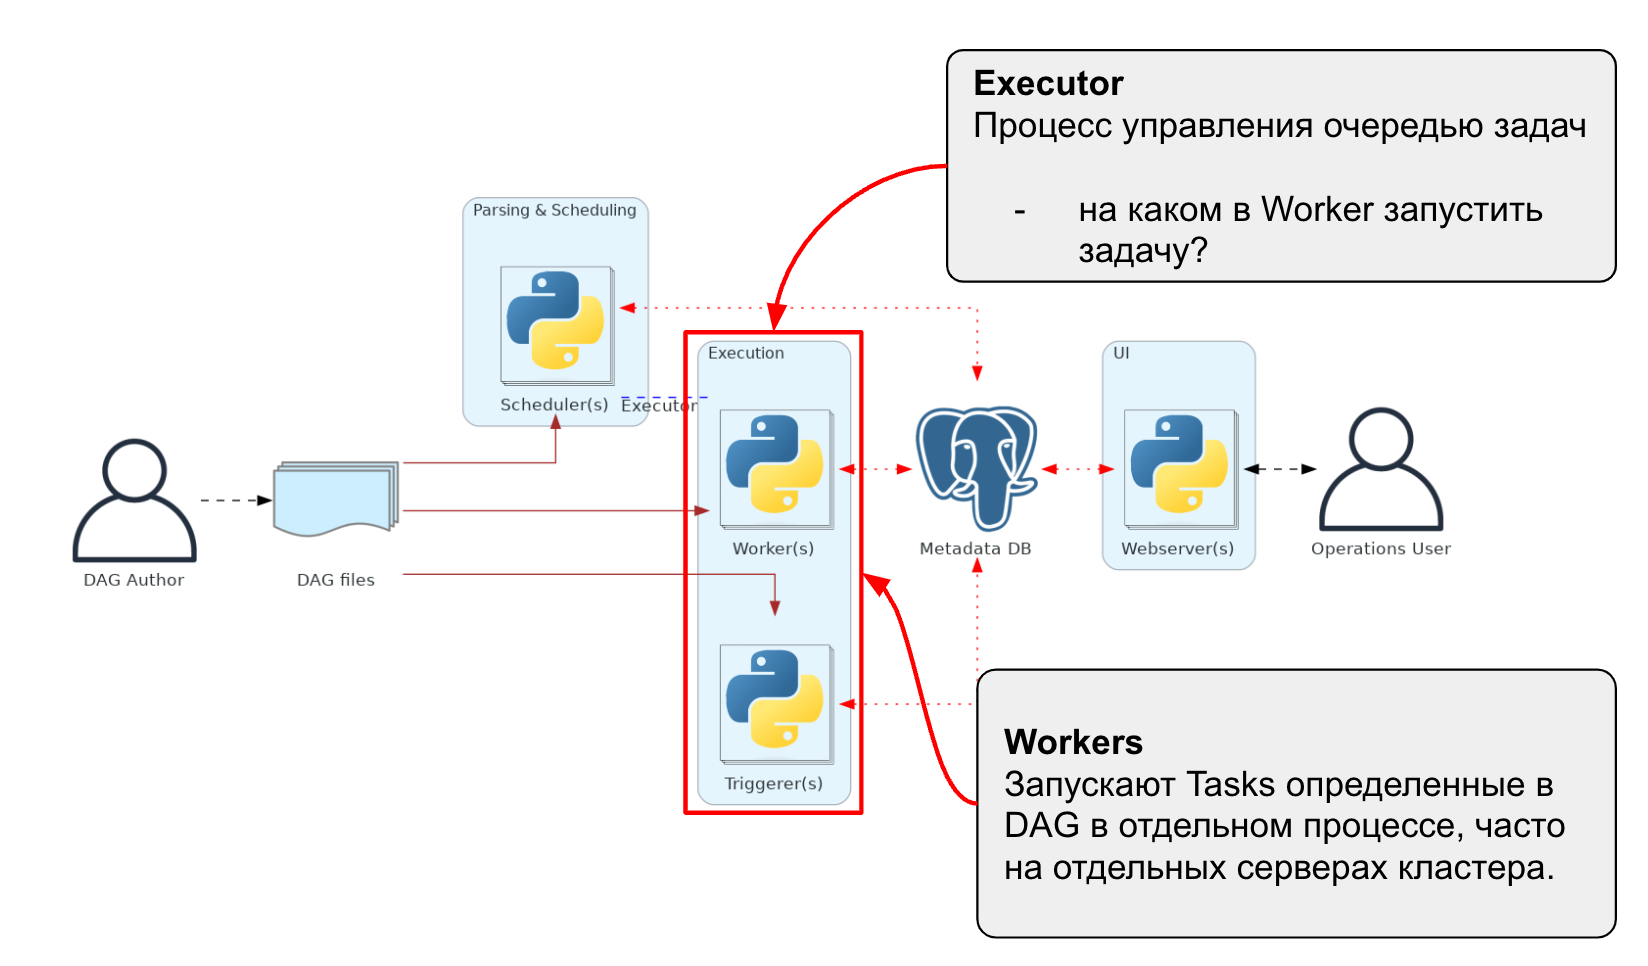 Executor
Процесс управления очередью задач
- на каком в Worker запустить
задачу?
Parsing & Scheduling
Scheduler(s)
Executor
Execution
UI
Worker(s)
Metadata DB
Webserver(s)
Operations User
DAG Author
DAG files
Triggerer(s)
Workers
Запускают Tasks определенные в
DAG в отдельном процессе, часто
на отдельных серверах кластера.